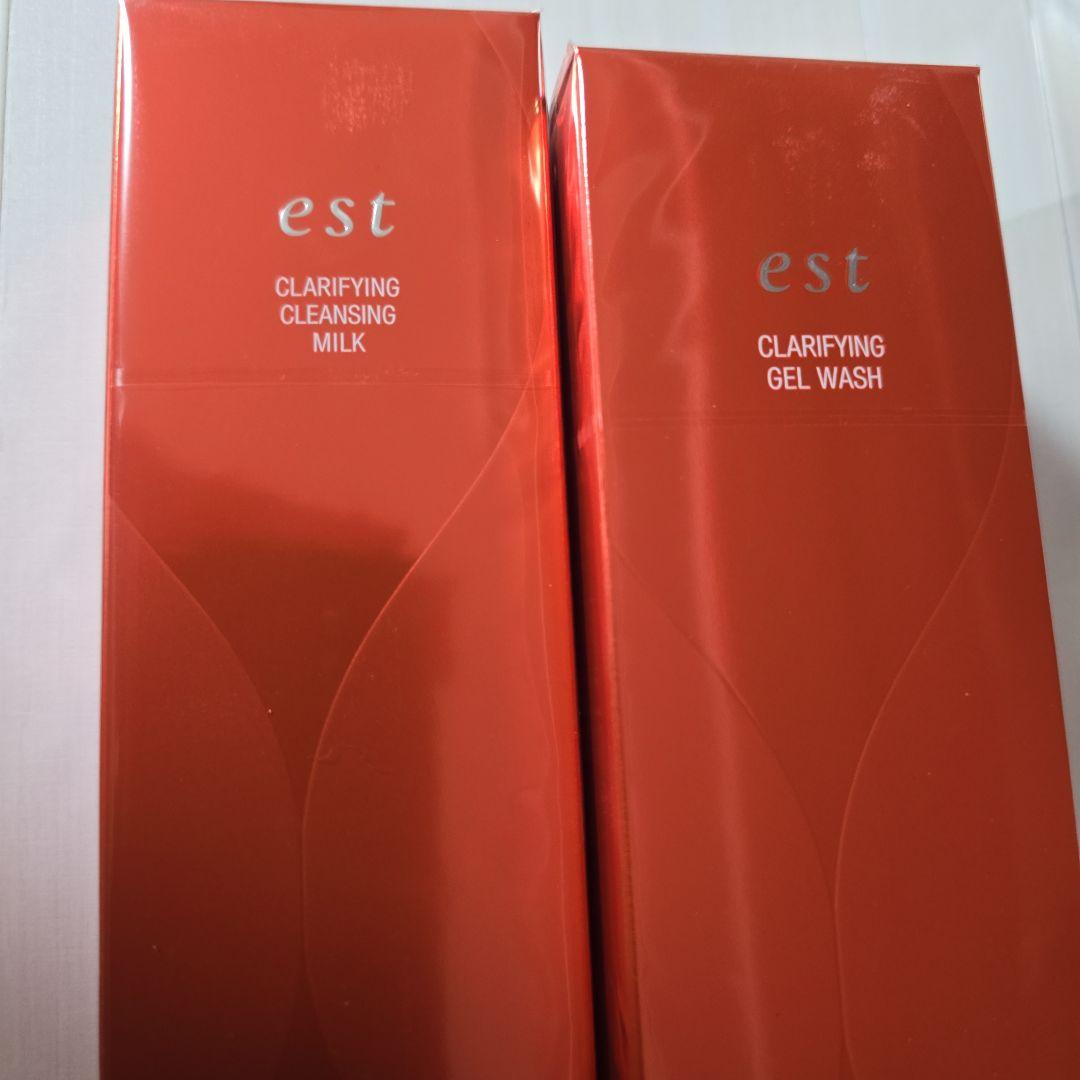 est
CLARIFYING
CLEANSING
MILK
est
CLARIFYING
GEL WASH